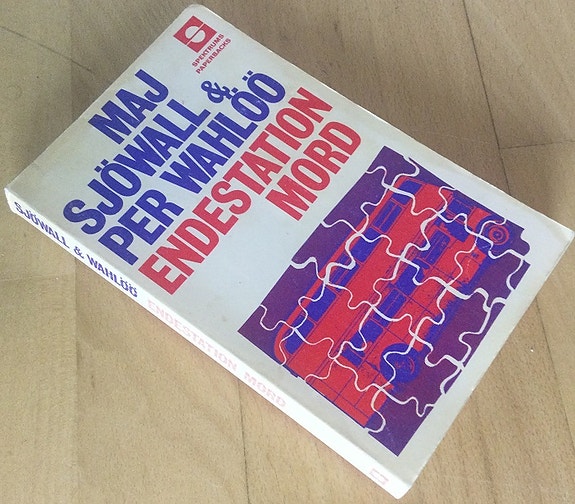 SPEKTRUMS
PAPERBACKS
MAJ
SJÖWALL &
PER WAHLÖÖ
ENDESTATION
MORD
SJÖWALL & WAHLÖÖ ENDESTATION MORD